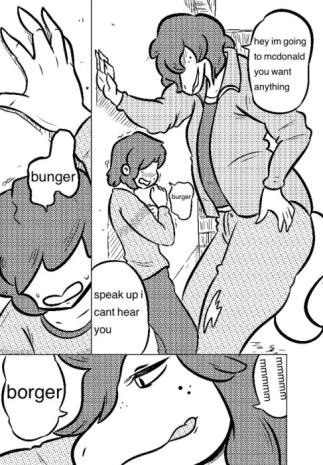 hey im going
to mcdonald
you want
anything
burger
speak up i
cant hear
you
bunger
mmmmm
mmmmm
borger